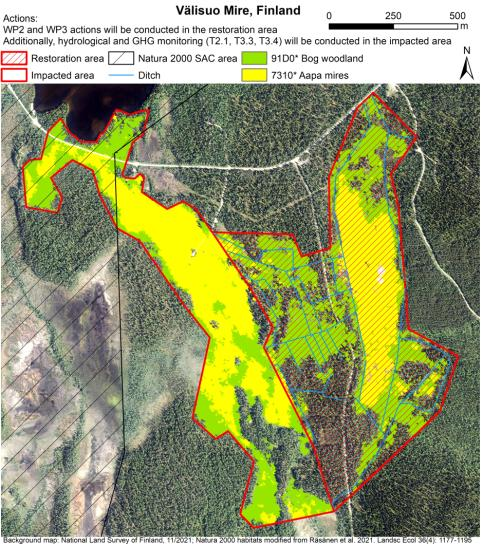 Välisuo Mire, Finland
Actions:
WP2 and WP3 actions will be conducted in the restoration area
Additionally, hydrological and GHG monitoring (T2.1, T3.3, T3.4) will be conducted in the impacted area
0 250 500
m
N
Restoration area
Natura 2000 SAC area
91D0* Bog woodland
Impacted area
Ditch
7310* Aapa mires
Background map: National Land Survey of Finland, 11/2021; Natura 2000 habitats modified from Räsänen et al. 2021. Landsc Ecol 36(4): 1177-1195